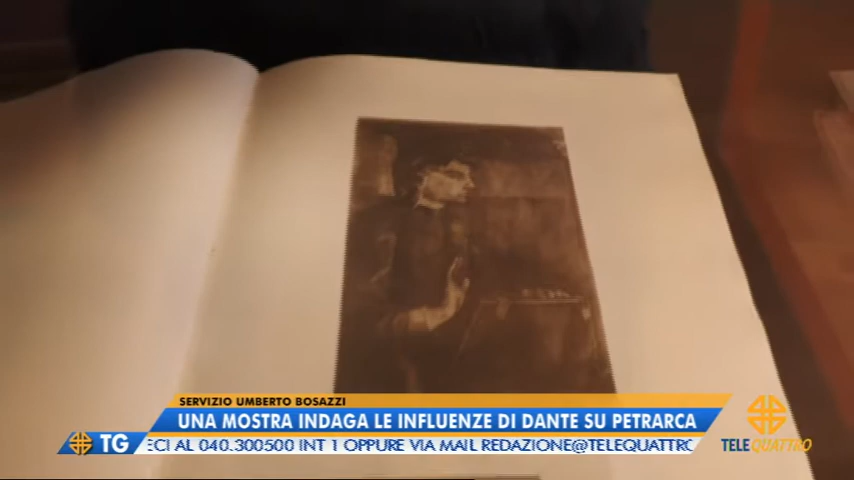 SERVIZIO UMBERTO BOSAZZI
UNA MOSTRA INDAGA LE INFLUENZE DI DANTE SU PETRARCA
TG
ECI AL 040.300500 INT 1 OPPURE VIA MAIL REDAZIONE@TELEQUATTRO
TELEQUATTRO